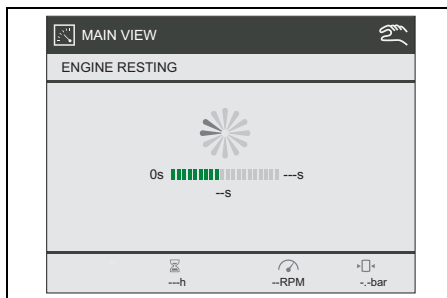 MAIN VIEW
ENGINE RESTING
0s ---s
--s
---h --RPM -.-bar